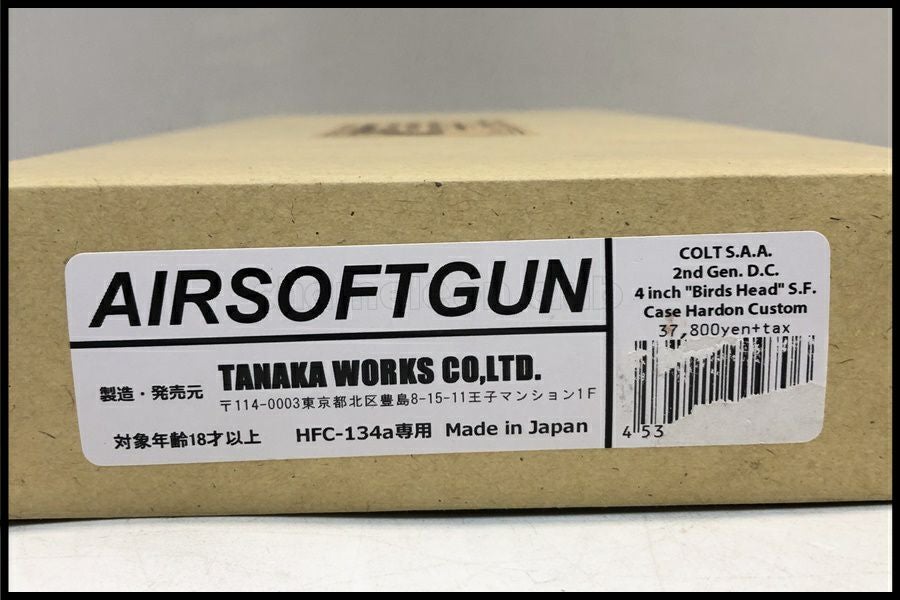 AIRSOFTGUN
製造・発売元 TANAKA WORKS CO,LTD.
〒114-0003東京都北区豊島8-15-11王子マンション1F
対象年齢18才以上 HFC-134a専用 Made in Japan
COLT S.A.A.
2nd Gen. D.C.
4 inch "Birds Head" S.F.
Case Hardon Custom
37,800yen+tax
4 53